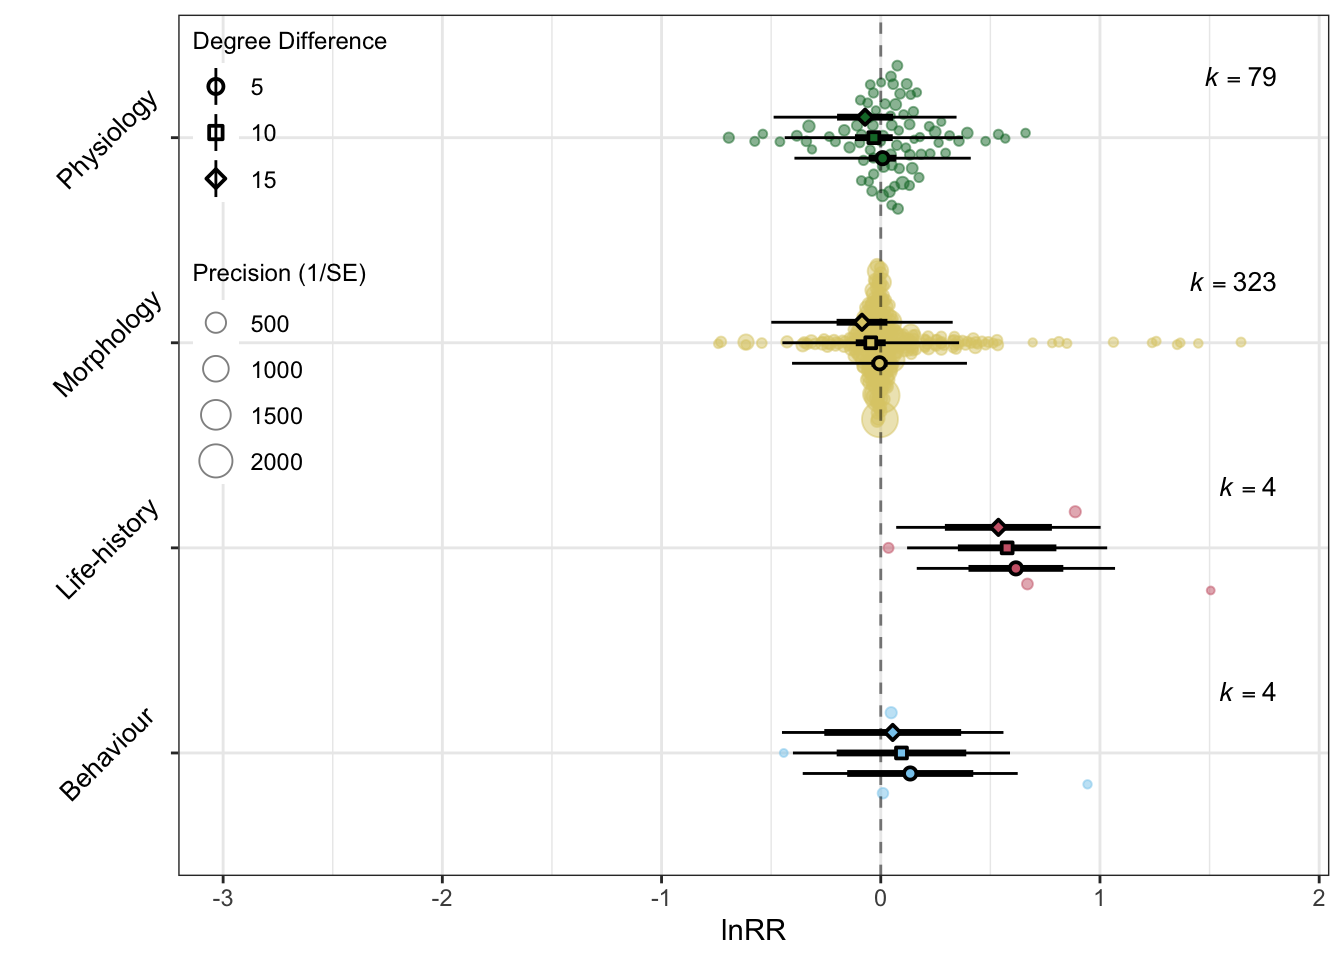 Degree Difference
5
10
15
Precision (1/SE)
500
1000
1500
2000
Physiology
k = 79
Morphology
k = 323
Life-history
k = 4
Behaviour
k = 4
-3 -2 -1 0 1 2
lnRR